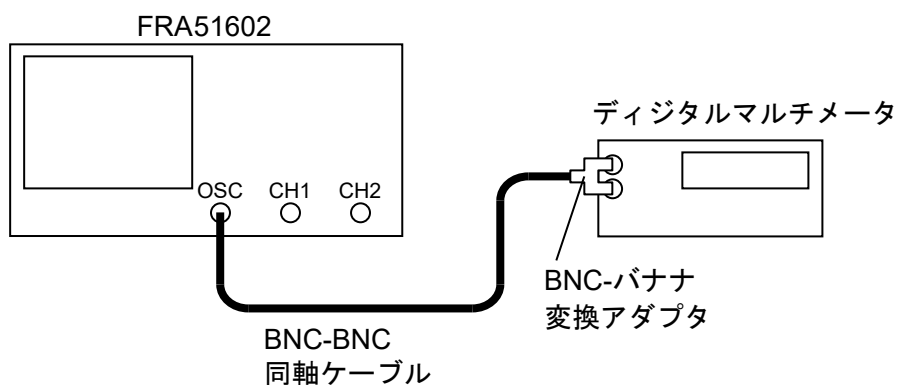 FRA51602
ディジタルマルチメータ
OSC CH1 CH2
BNC-バナナ
変換アダプタ
BNC-BNC
同軸ケーブル